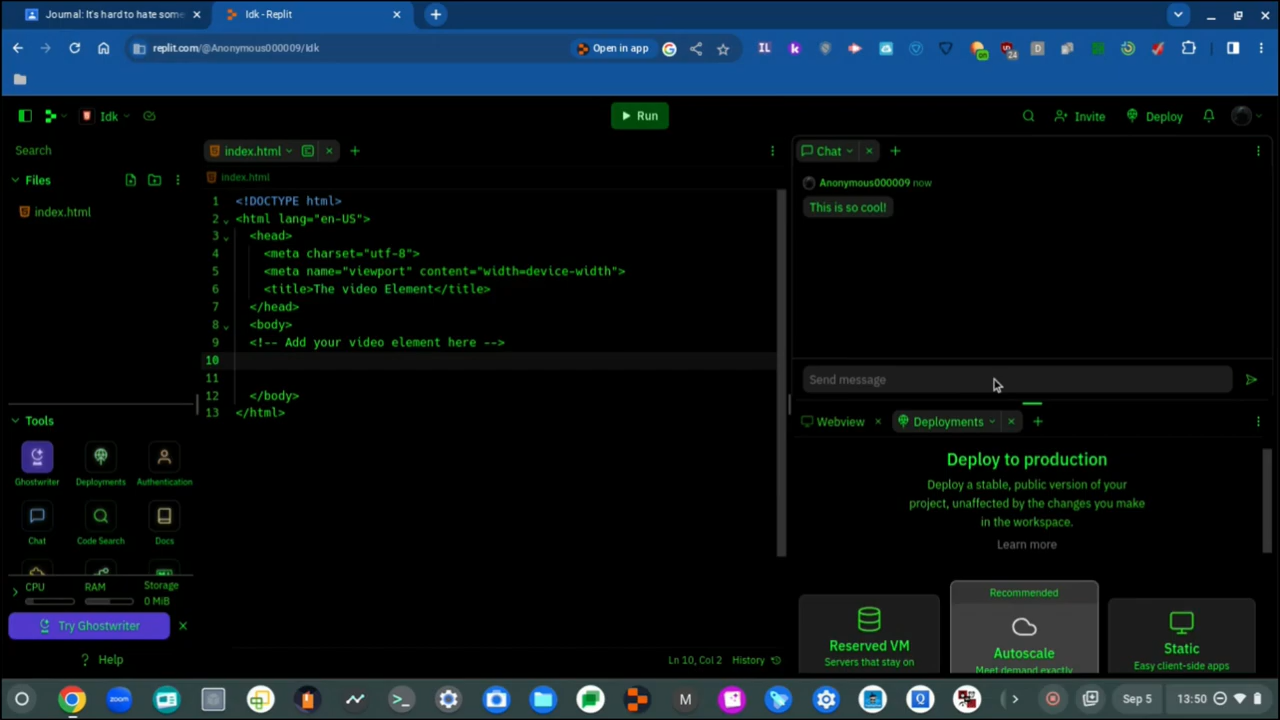 Journal: It's hard to hate some
Idk - Replit
replit.com/@Anonymous000009/Idk
Open in app
Idk
Run
Invite
Deploy
Search
Files
index.html
index.html
index.html
1 <!DOCTYPE html>
2 <html lang="en-US">
3 <head>
4 <meta charset="utf-8">
5 <meta name="viewport" content="width=device-width">
6 <title>The video Element</title>
7 </head>
8 <body>
9 <!-- Add your video element here -->
10
11
12 </body>
13 </html>
Ln 10, Col 2 History
Tools
Ghostwriter Deployments Authentication
Chat Code Search Docs
CPU RAM Storage
0 MiB
Try Ghostwriter
? Help
Chat
Anonymous000009 now
This is so cool!
Send message
Webview
Deployments
Deploy to production
Deploy a stable, public version of your
project, unaffected by the changes you make
in the workspace.
Learn more
Reserved VM
Servers that stay on
Recommended
Autoscale
Meet demand exactly
Static
Easy client-side apps
zoom
M
Q
Sep 5
13:50